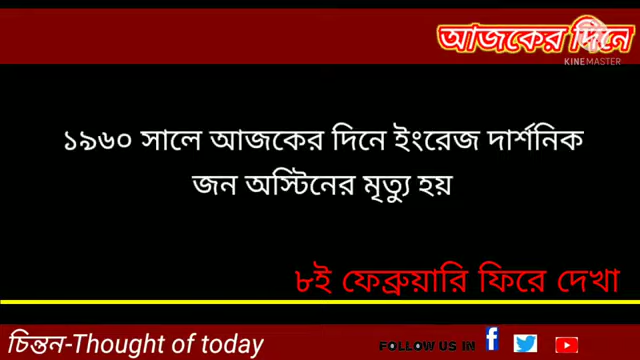 আজকের দিনে
KINEMASTER
১৯৬০ সালে আজকের দিনে ইংরেজ দার্শনিক
জন অস্টিনের মৃত্যু হয়
৮ই ফেব্রুয়ারি ফিরে দেখা
চিন্তন-Thought of today
FOLLOW US IN